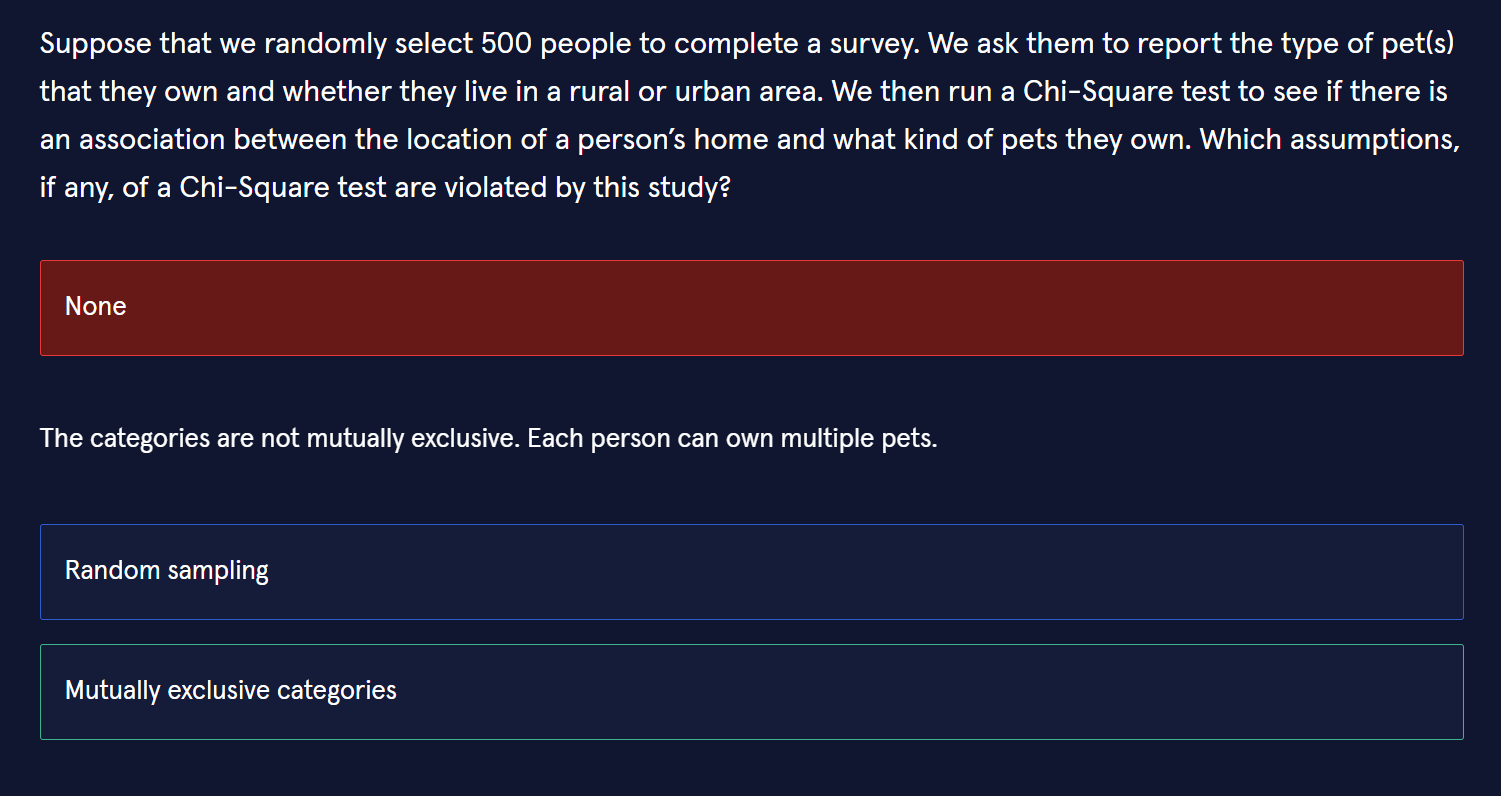 Suppose that we randomly select 500 people to complete a survey. We ask them to report the type of pet(s)
that they own and whether they live in a rural or urban area. We then run a Chi-Square test to see if there is
an association between the location of a person’s home and what kind of pets they own. Which assumptions,
if any, of a Chi-Square test are violated by this study?
None
The categories are not mutually exclusive. Each person can own multiple pets.
Random sampling
Mutually exclusive categories